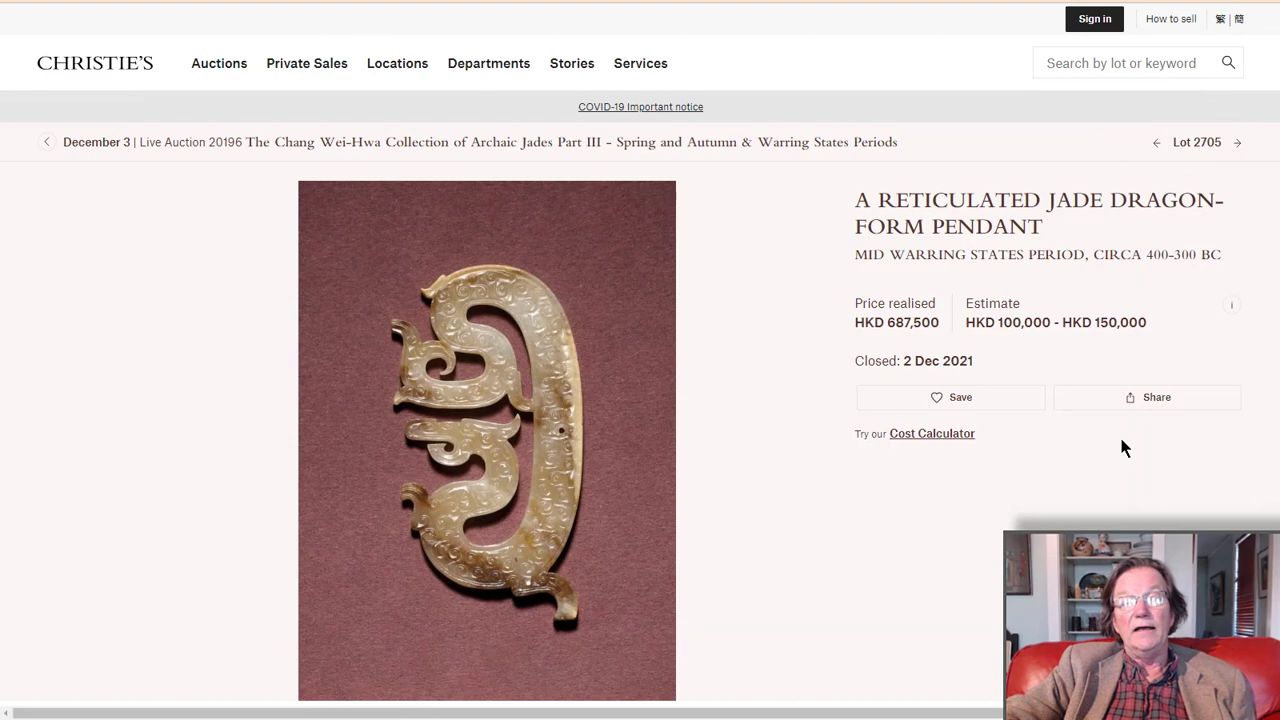 Sign in
How to sell
繁 | 簡
CHRISTIE'S
Auctions
Private Sales
Locations
Departments
Stories
Services
Search by lot or keyword
COVID-19 Important notice
December 3 | Live Auction 20196 The Chang Wei-Hwa Collection of Archaic Jades Part III - Spring and Autumn & Warring States Periods
Lot 2705
A RETICULATED JADE DRAGON-
FORM PENDANT
MID WARRING STATES PERIOD, CIRCA 400-300 BC
Price realised
HKD 687,500
Estimate
HKD 100,000 - HKD 150,000
i
Closed: 2 Dec 2021
Save
Share
Try our Cost Calculator